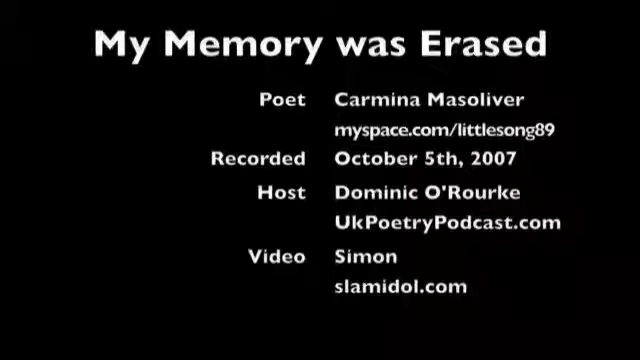 My Memory was Erased
Poet Carmina Masoliver
myspace.com/littlesong89
Recorded October 5th, 2007
Host Dominic O'Rourke
UkPoetryPodcast.com
Video Simon
slamidol.com